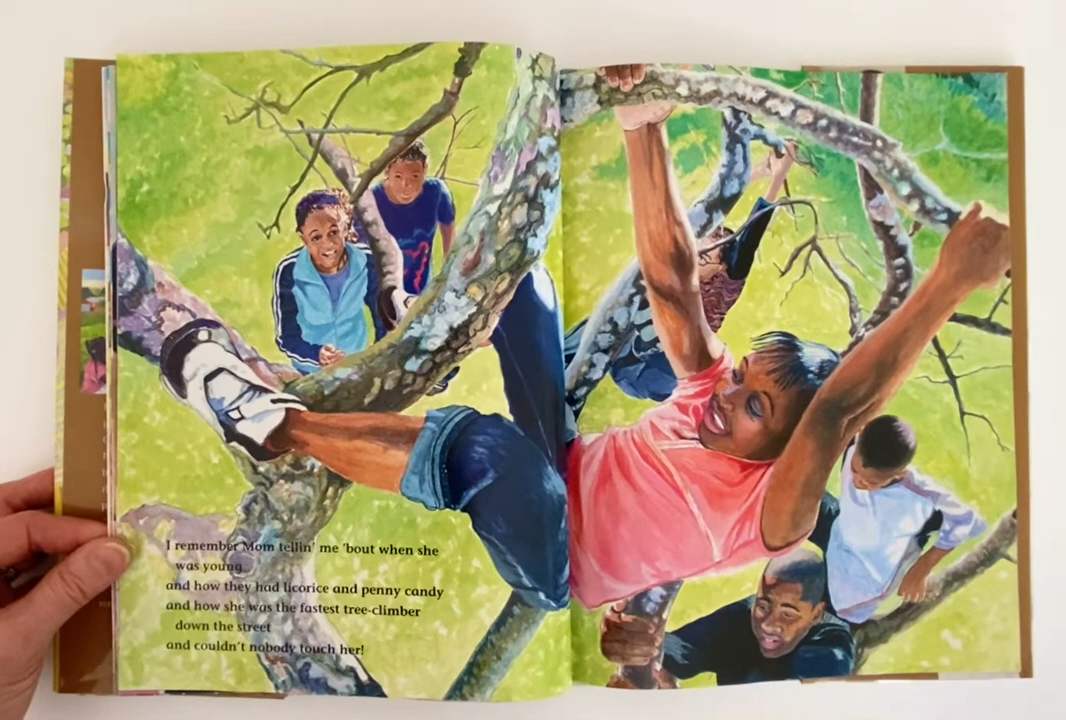 I remember Mom tellin' me 'bout when she
was young
and how they had licorice and penny candy
and how she was the fastest tree-climber
down the street
and couldn't nobody touch her!